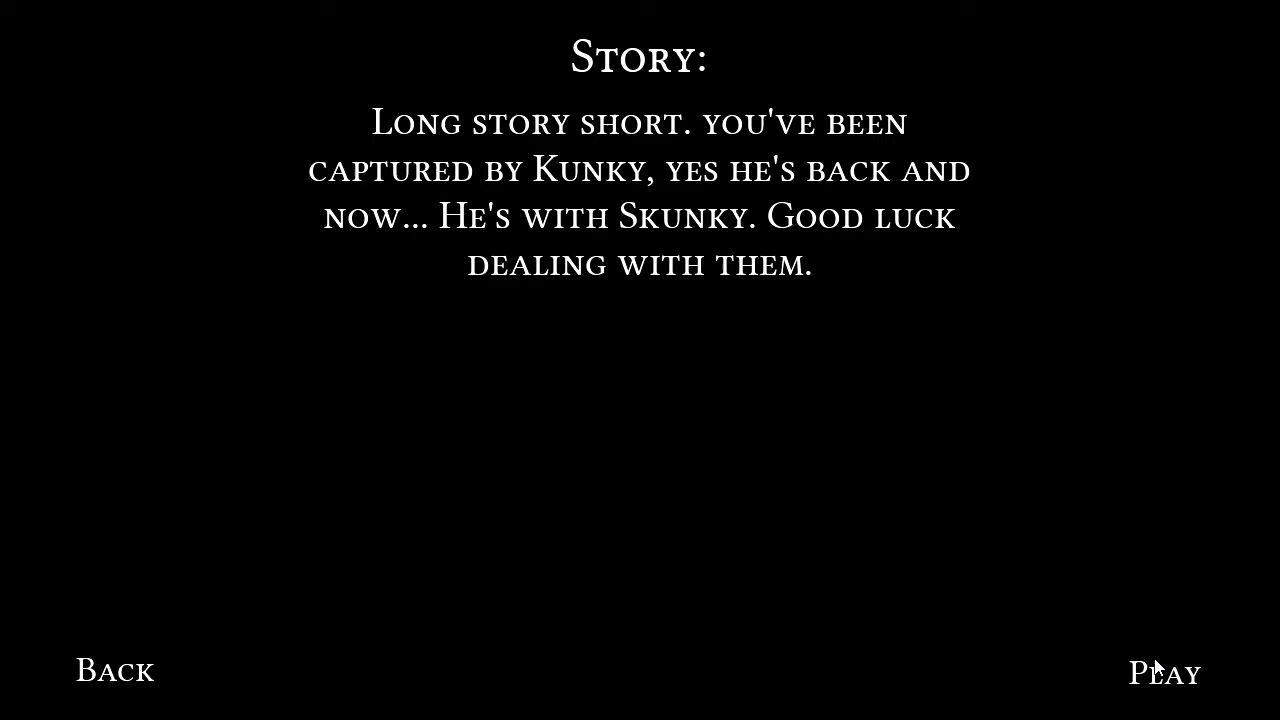 Story:
Long story short. you've been
captured by Kunky, yes he's back and
now... He's with Skunky. Good luck
dealing with them.
Back
Play